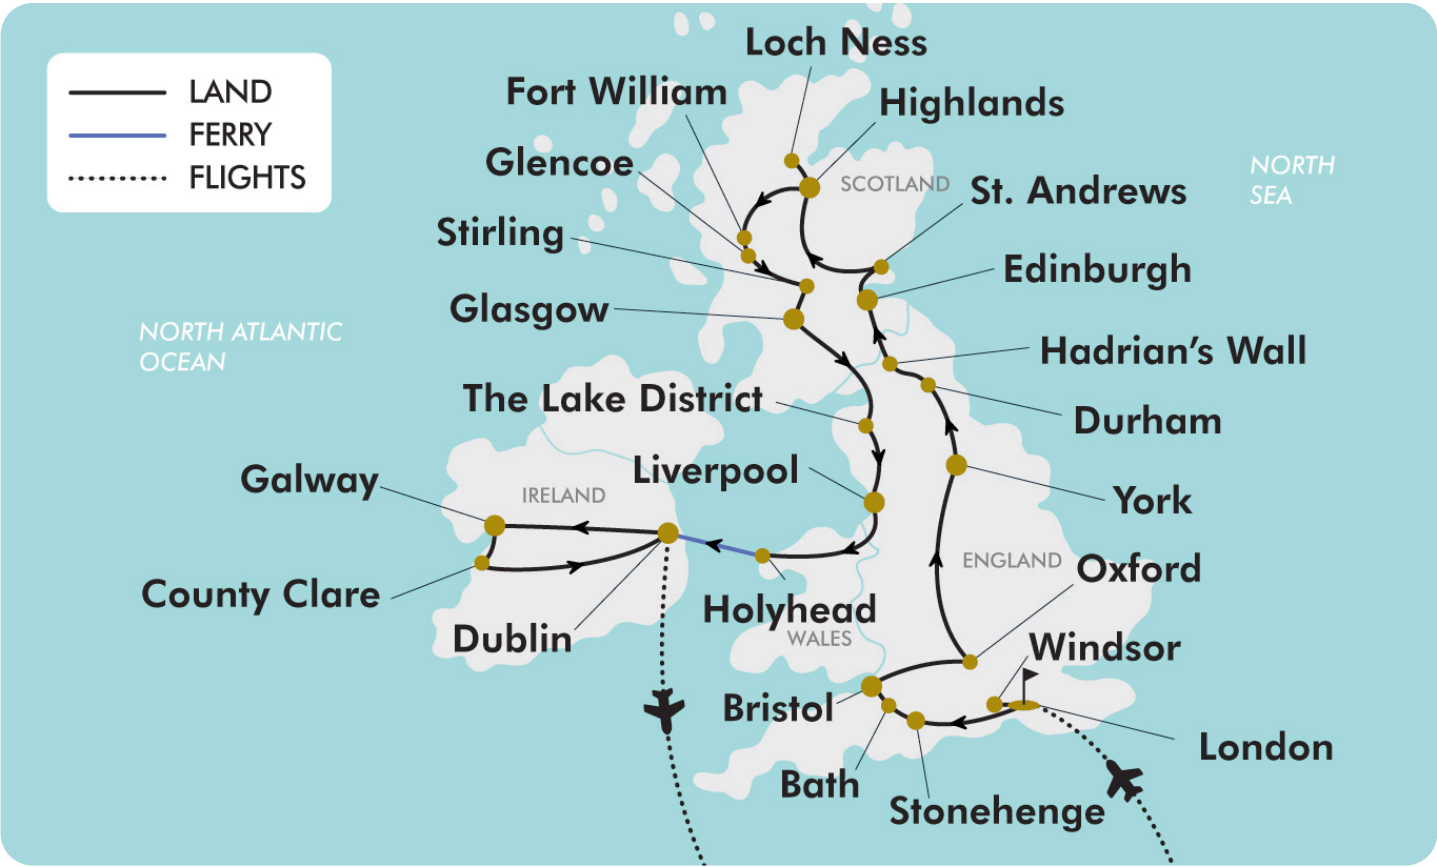 LAND
FERRY
FLIGHTS
Loch Ness
Fort William
Highlands
Glencoe
SCOTLAND
NORTH
SEA
St. Andrews
Stirling
Edinburgh
Glasgow
NORTH ATLANTIC
OCEAN
Hadrian’s Wall
The Lake District
Durham
Liverpool
Galway
IRELAND
York
ENGLAND
Oxford
County Clare
Holyhead
Dublin
WALES
Windsor
Bristol
London
Bath
Stonehenge